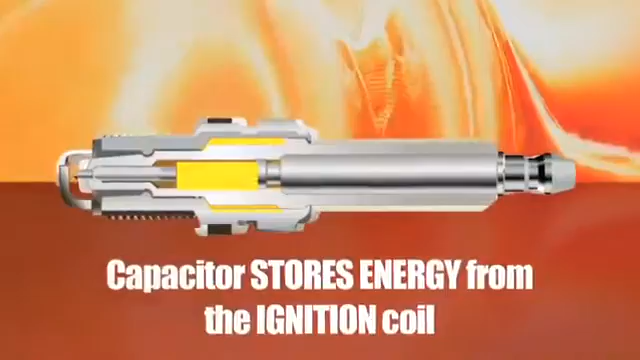 Capacitor STORES ENERGY from
the IGNITION coil